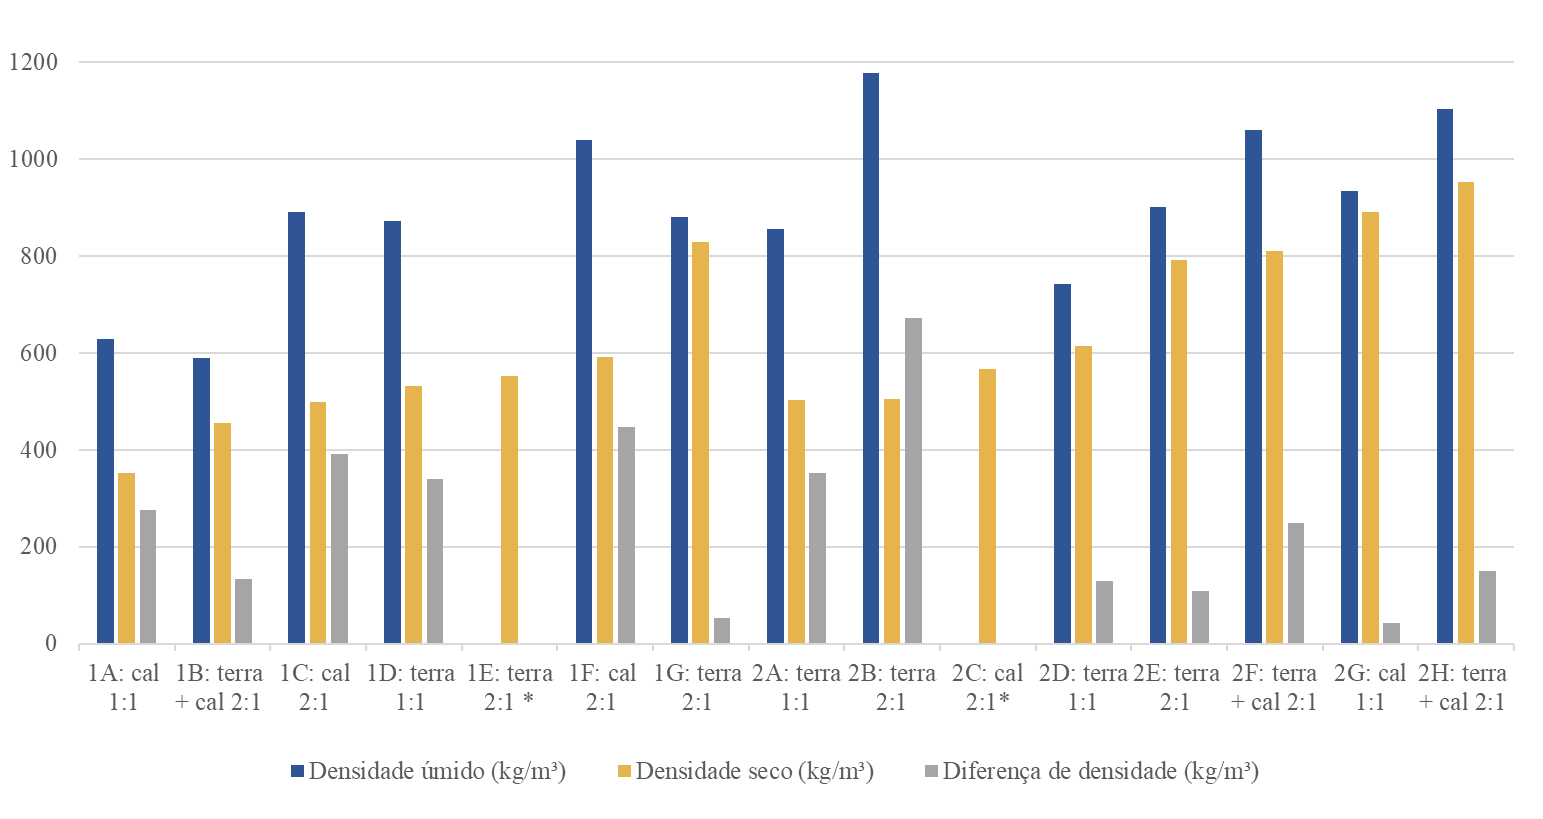 1200
1000
800
600
400
200
0
1A: cal 1B: terra 1C: cal 1D: terra 1E: terra 1F: cal 1G: terra 2A: terra 2B: terra 2C: cal 2D: terra 2E: terra 2F: terra 2G: cal 2H: terra
1:1 + cal 2:1 2:1 1:1 2:1 * 2:1 2:1 1:1 2:1 2:1* 1:1 2:1 + cal 2:1 1:1 + cal 2:1
Densidade úmido (kg/m³) Densidade seco (kg/m³) Diferença de densidade (kg/m³)